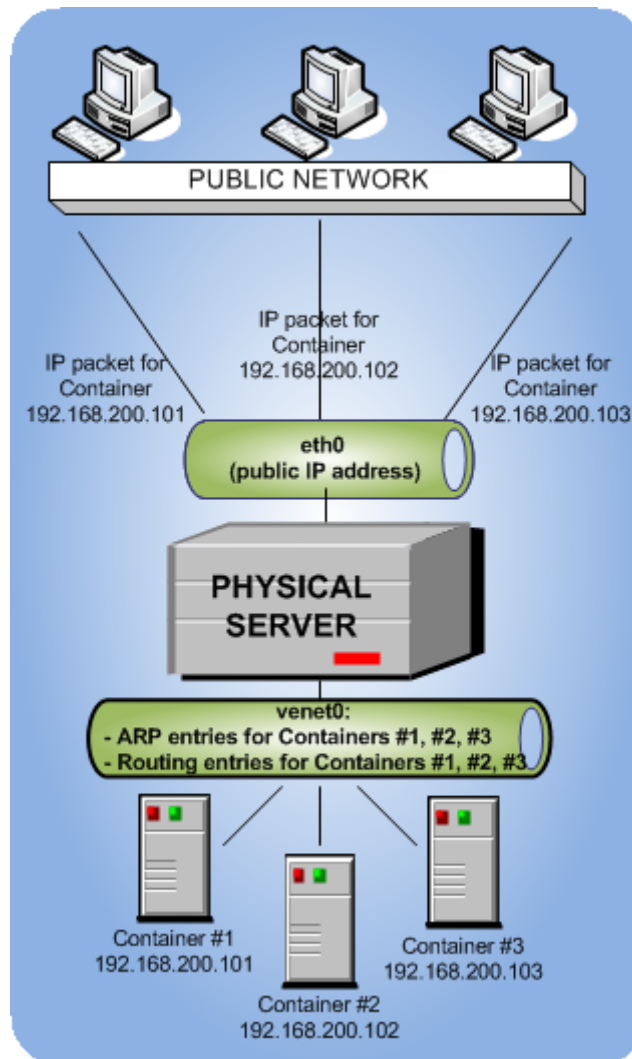 PUBLIC NETWORK
IP packet for
Container
192.168.200.101
IP packet for
Container
192.168.200.102
IP packet for
Container
192.168.200.103
eth0
(public IP address)
PHYSICAL
SERVER
venet0:
- ARP entries for Containers #1, #2, #3
- Routing entries for Containers #1, #2, #3
Container #1
192.168.200.101
Container #2
192.168.200.102
Container #3
192.168.200.103